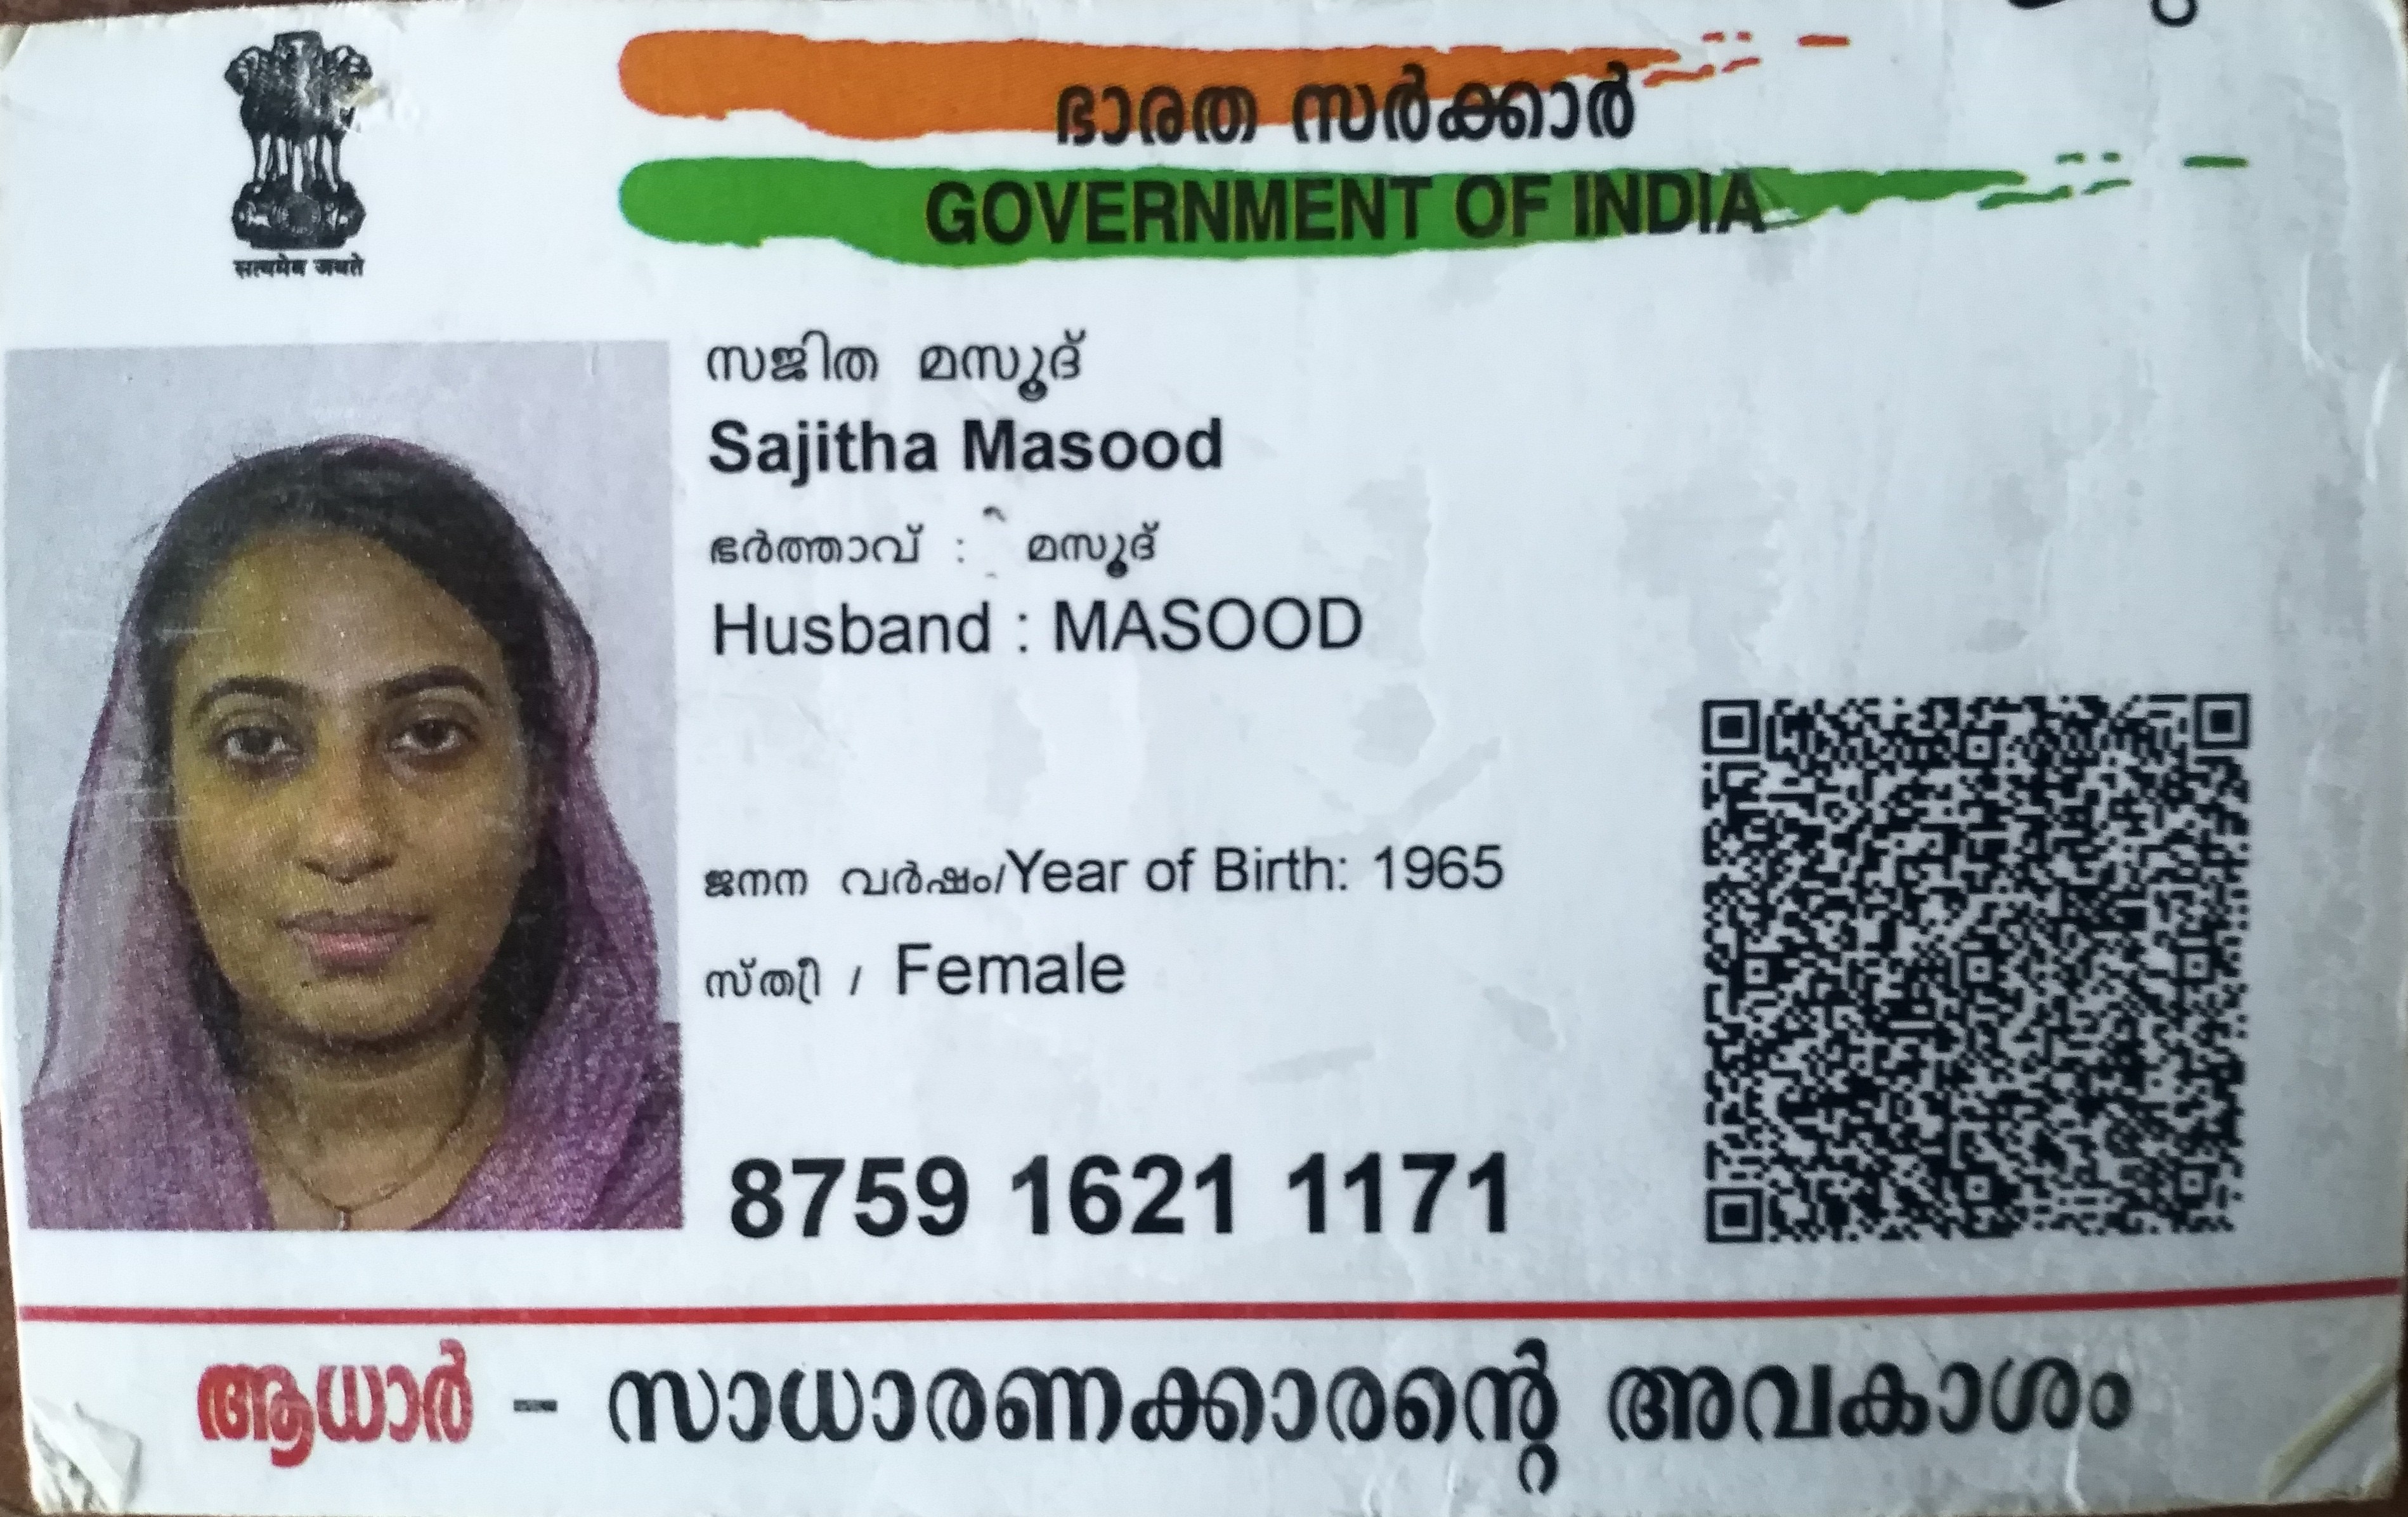 ഭാരത സർക്കാർ
GOVERNMENT OF INDIA
सत्यमेव जयते
സജിത മസൂദ്
Sajitha Masood
ഭർത്താവ് : മസൂദ്
Husband : MASOOD
ജനന വർഷം/Year of Birth: 1965
സ്ത്രീ / Female
8759 1621 1171
ആധാർ - സാധാരണക്കാരന്റെ അവകാശം